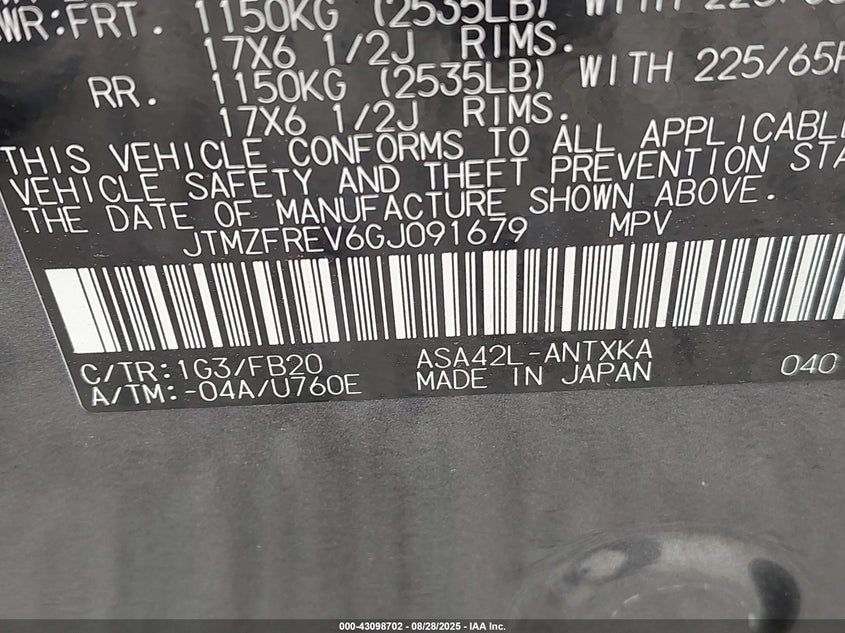 WR:FRT. 1150KG (2535LB) WITH 225/65
17X6 1/2J RIMS.
RR. 1150KG (2535LB) WITH 225/65R
17X6 1/2J RIMS.
THIS VEHICLE CONFORMS TO ALL APPLICABLE
VEHICLE SAFETY AND THEFT PREVENTION STA
THE DATE OF MANUFACTURE SHOWN ABOVE.
JTMZFREV6GJ091679 MPV
C/TR:1G3/FB20 ASA42L-ANTXKA
A/TM:-04A/U760E MADE IN JAPAN 040
000-43098702 - 08/28/2025 - IAA Inc.